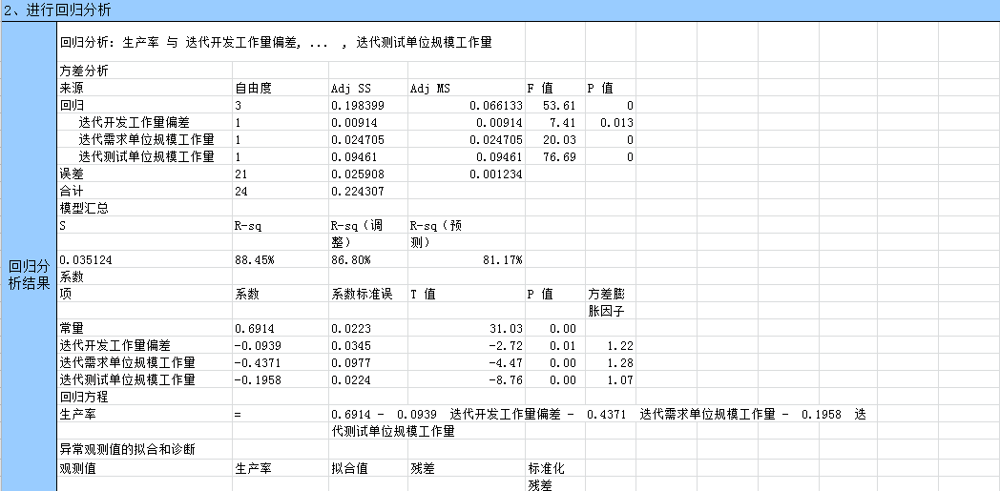 2、进行回归分析
回归分析: 生产率 与 迭代开发工作量偏差, ... , 迭代测试单位规模工作量
方差分析
来源 自由度 Adj SS Adj MS F 值 P 值
回归 3 0.198399 0.066133 53.61 0
迭代开发工作量偏差 1 0.00914 0.00914 7.41 0.013
迭代需求单位规模工作量 1 0.024705 0.024705 20.03 0
迭代测试单位规模工作量 1 0.09461 0.09461 76.69 0
误差 21 0.025908 0.001234
合计 24 0.224307
模型汇总
S R-sq R-sq（调 R-sq（预
整） 测）
0.035124 88.45% 86.80% 81.17%
回归分
析结果
系数
项 系数 系数标准误 T 值 P 值 方差膨
胀因子
常量 0.6914 0.0223 31.03 0.00
迭代开发工作量偏差 -0.0939 0.0345 -2.72 0.01 1.22
迭代需求单位规模工作量 -0.4371 0.0977 -4.47 0.00 1.28
迭代测试单位规模工作量 -0.1958 0.0224 -8.76 0.00 1.07
回归方程
生产率 = 0.6914 - 0.0939 迭代开发工作量偏差 - 0.4371 迭代需求单位规模工作量 - 0.1958 迭
代测试单位规模工作量
异常观测值的拟合和诊断
观测值 生产率 拟合值 残差 标准化
残差